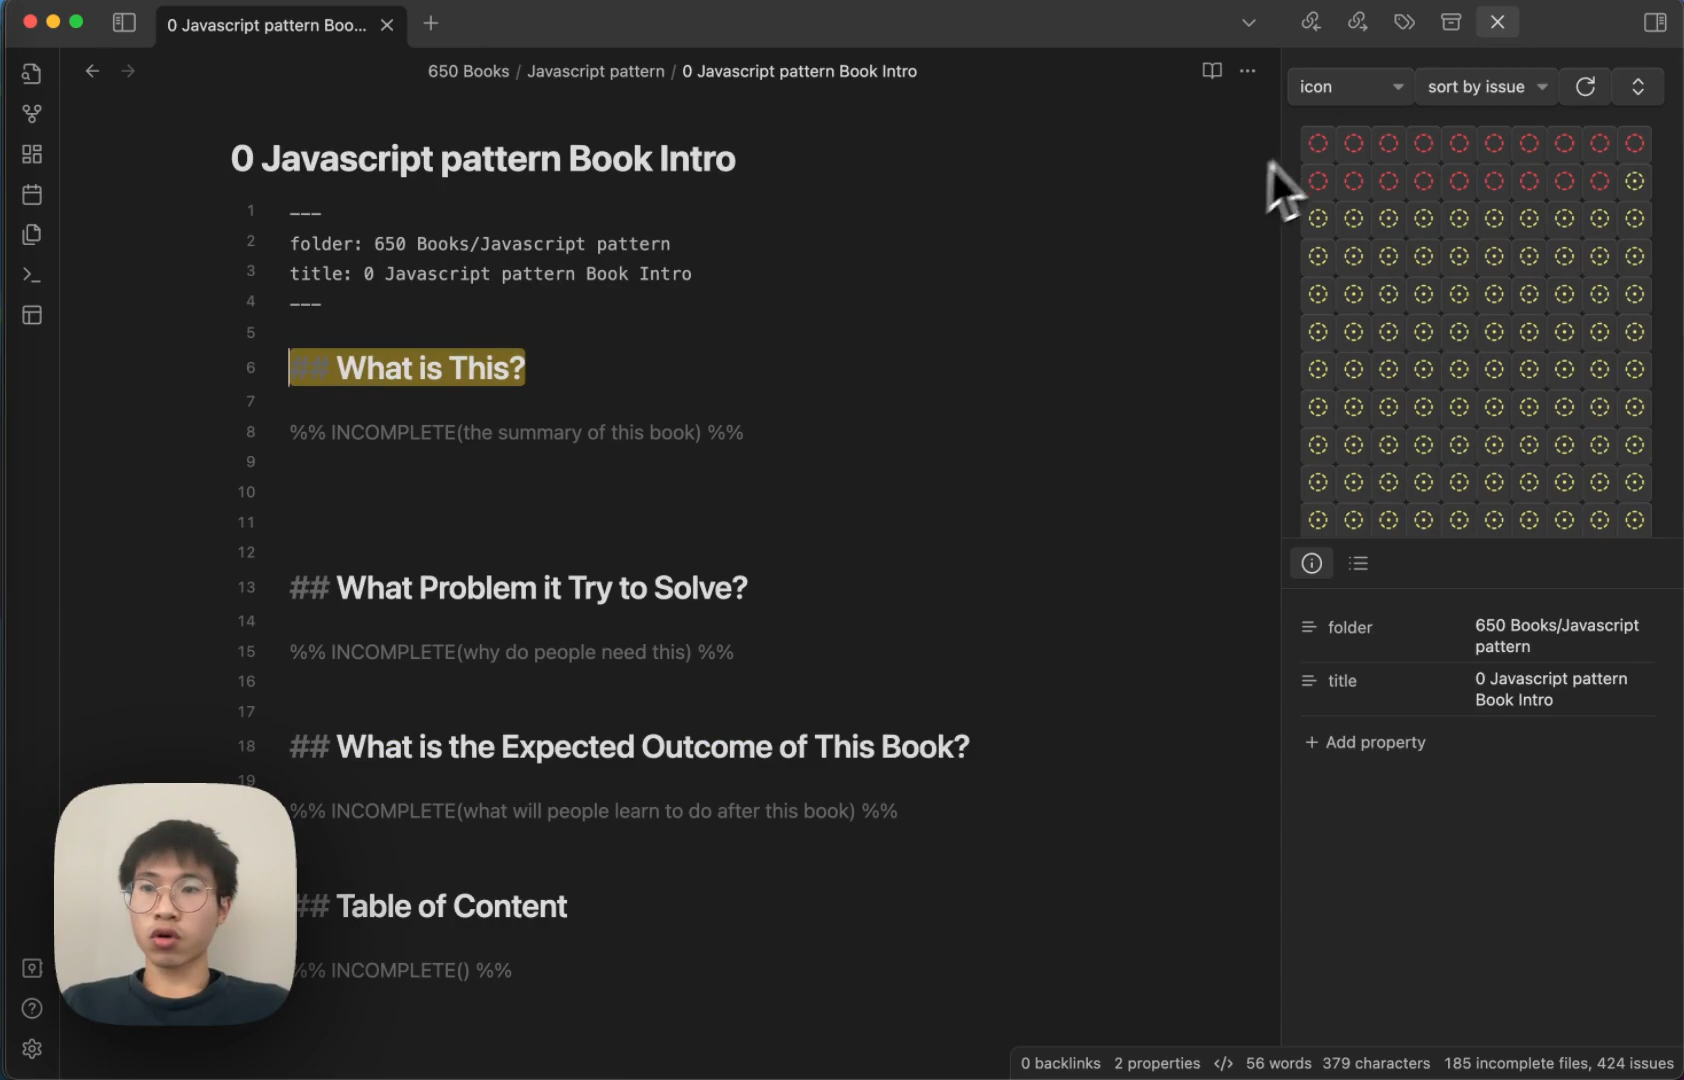 0 Javascript pattern Boo...
650 Books / Javascript pattern / 0 Javascript pattern Book Intro
icon
sort by issue
0 Javascript pattern Book Intro
1 ---
2 folder: 650 Books/Javascript pattern
3 title: 0 Javascript pattern Book Intro
4 ---
5
6 ## What is This?
7
8 %% INCOMPLETE(the summary of this book) %%
9
10
11
12
13 ## What Problem it Try to Solve?
14
15 %% INCOMPLETE(why do people need this) %%
16
17
18 ## What is the Expected Outcome of This Book?
19
%% INCOMPLETE(what will people learn to do after this book) %%
## Table of Content
%% INCOMPLETE() %%
folder
650 Books/Javascript
pattern
title
0 Javascript pattern
Book Intro
+ Add property
0 backlinks 2 properties </> 56 words 379 characters 185 incomplete files, 424 issues